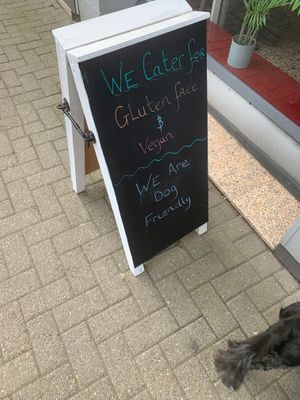 WE Cater for
Gluten free
&
Vegan
WE Are
Dog
Friendly